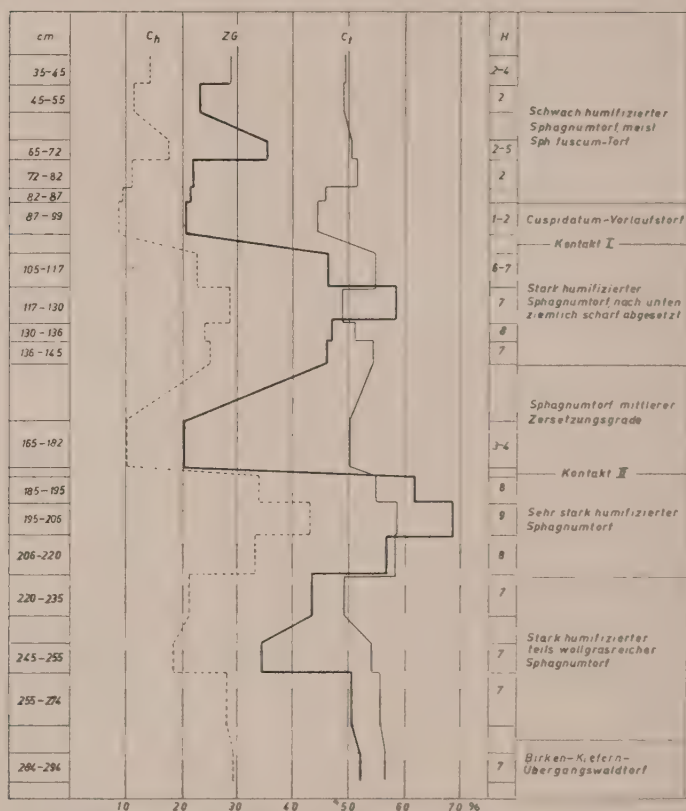 cm Ch ZG Cf H
35-45 2-4
45-55 2
Schwach humifizierter
Sphagnumtorf, meist
Sph fuscum-Torf
65-72 2-5
72-82 2
82-87
87-99 1-2 Cuspidatum-Vorlaufstorf
Kontakt I
105-117 6-7
Stark humifizierter
117-130 7 Sphagnumtorf, nach unten
ziemlich scharf abgesetzt
130-136 8
136-145 7
Sphagnumtorf mittlerer
Zersetzungsgrade
165-182 3-4
Kontakt III
185-195 8
195-206 9 Sehr stark humifizierter
Sphagnumtorf
206-220 8
220-235 7
Stark humifizierter
245-255 7 teils wollgrasreicher
Sphagnumtorf
255-274 7
Birken-Kiefern-
284-294 7 Übergangswaldtorf
10 20 30 40 50 60 70 %